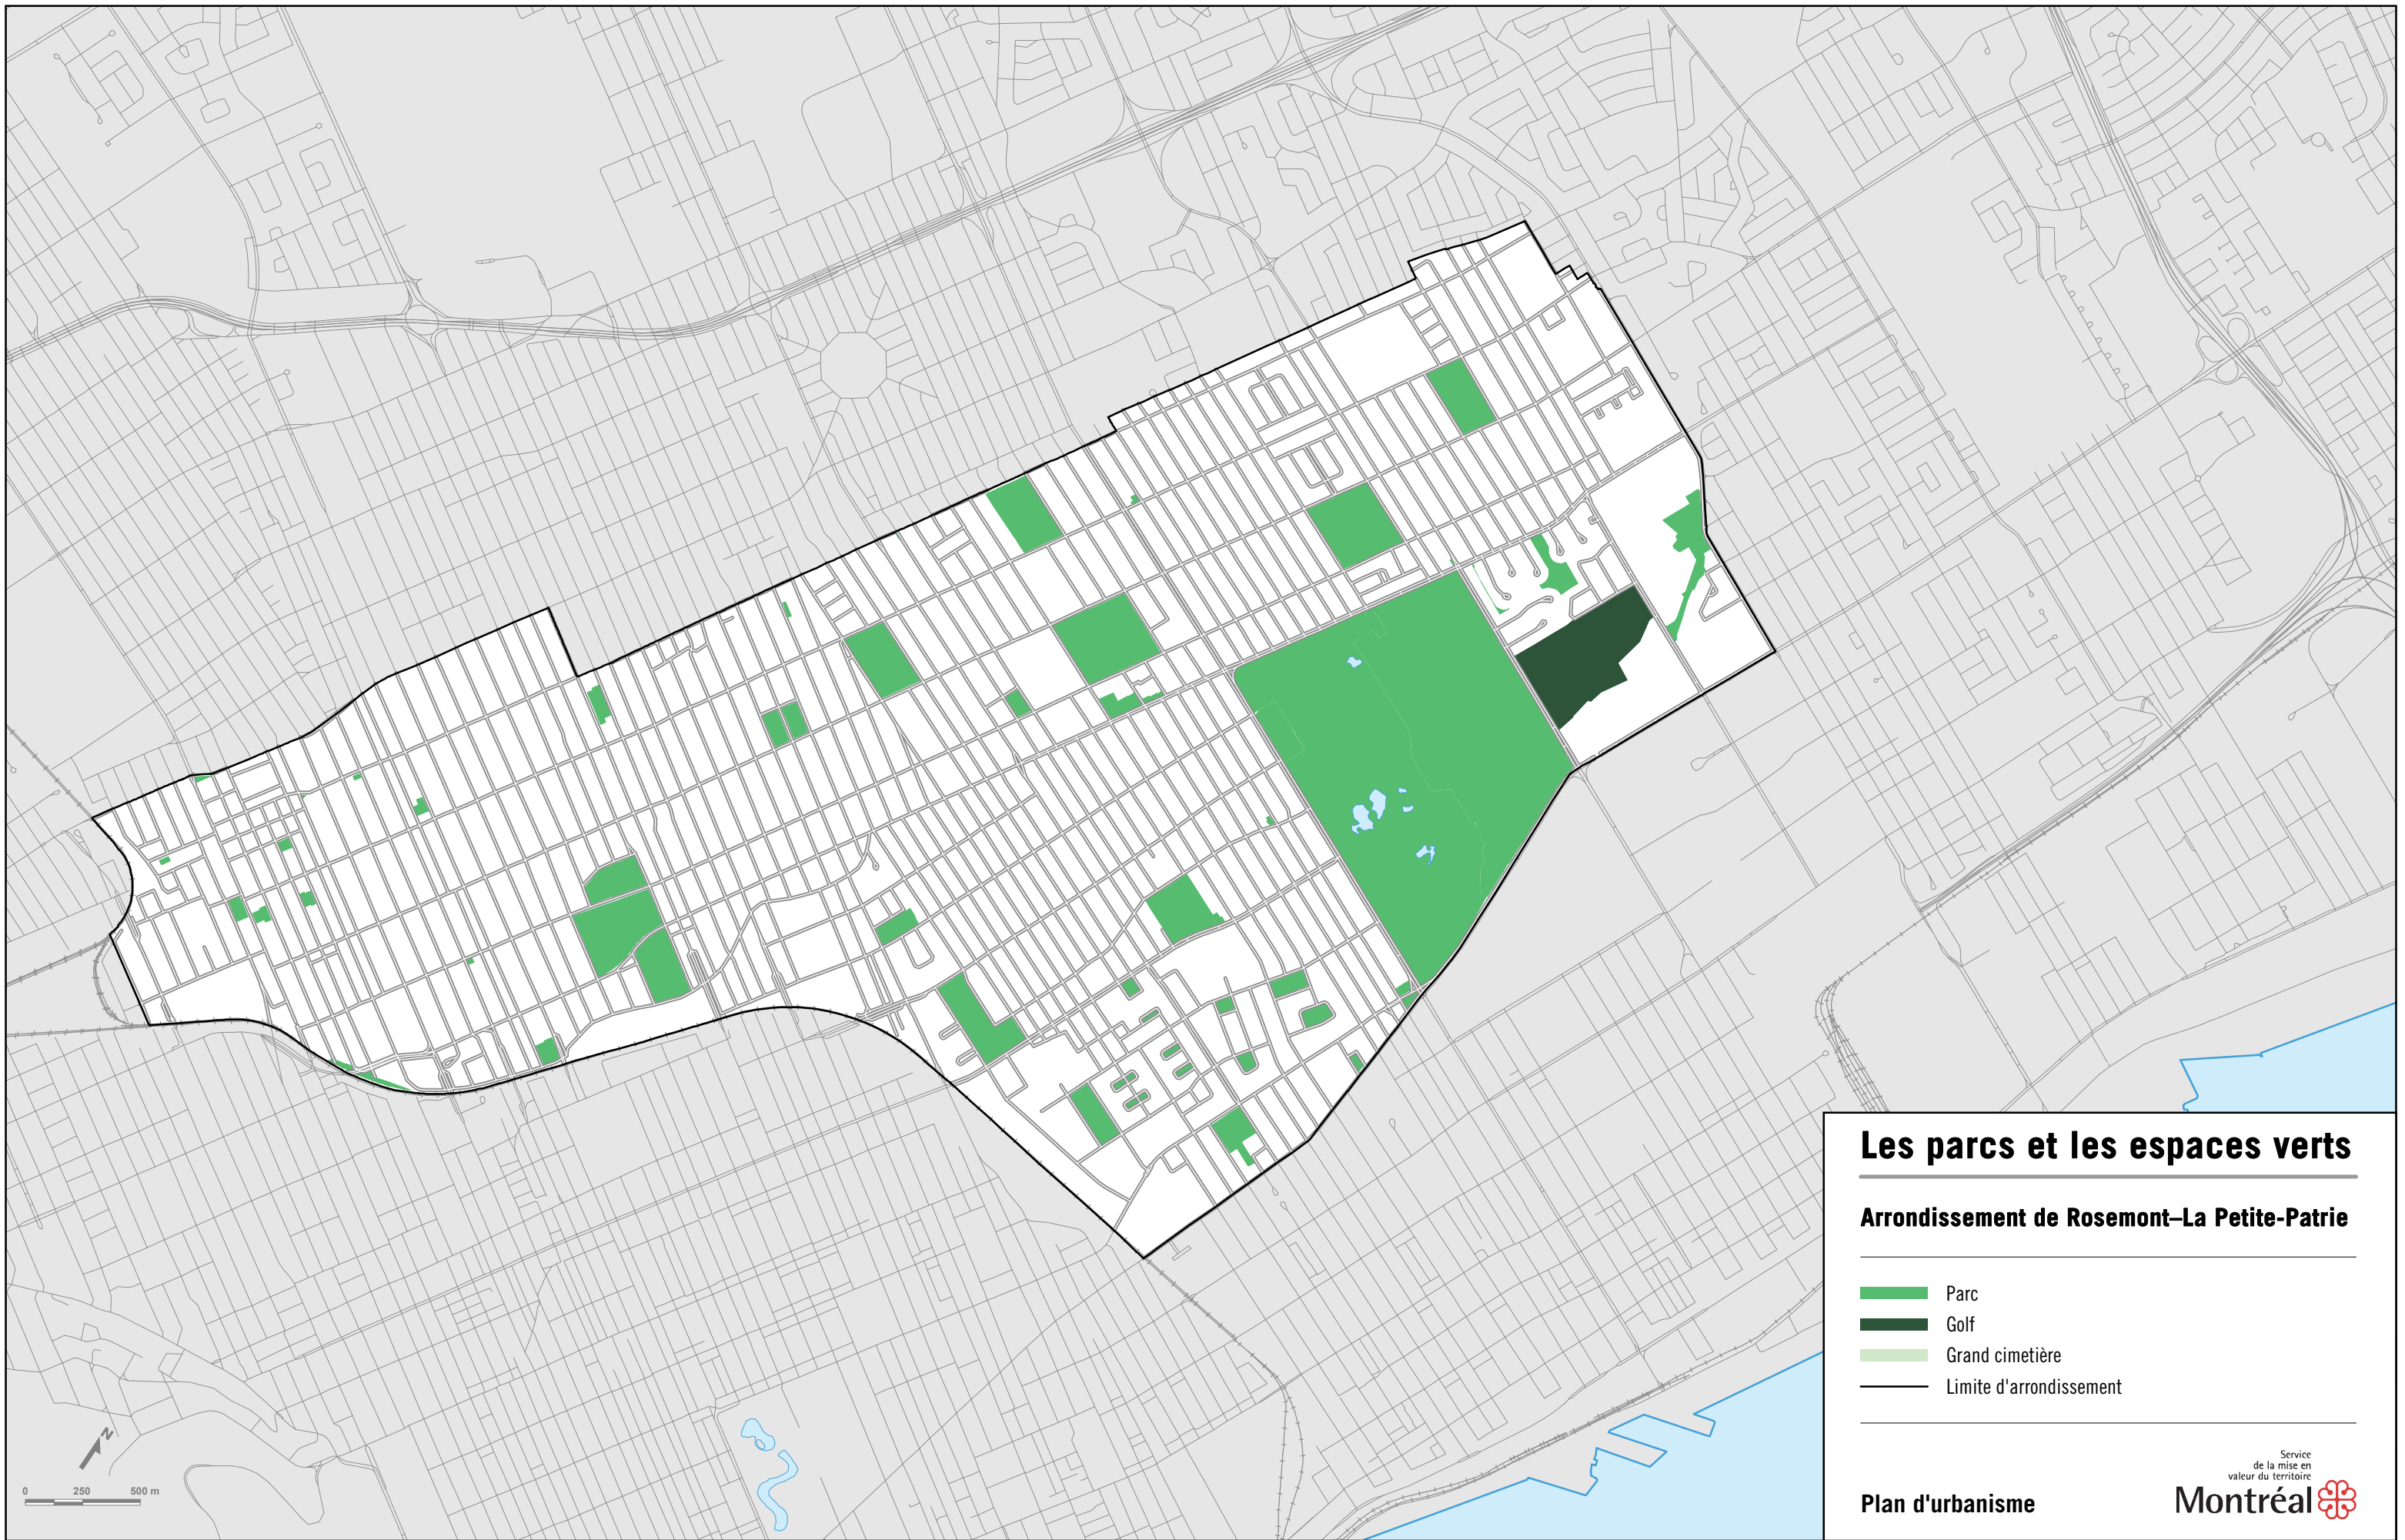 Les parcs et les espaces verts
Arrondissement de Rosemont–La Petite-Patrie
Parc
Golf
Grand cimetière
Limite d'arrondissement
N
0 250 500 m
Service
de la mise en
valeur du territoire
Plan d'urbanisme
Montréal